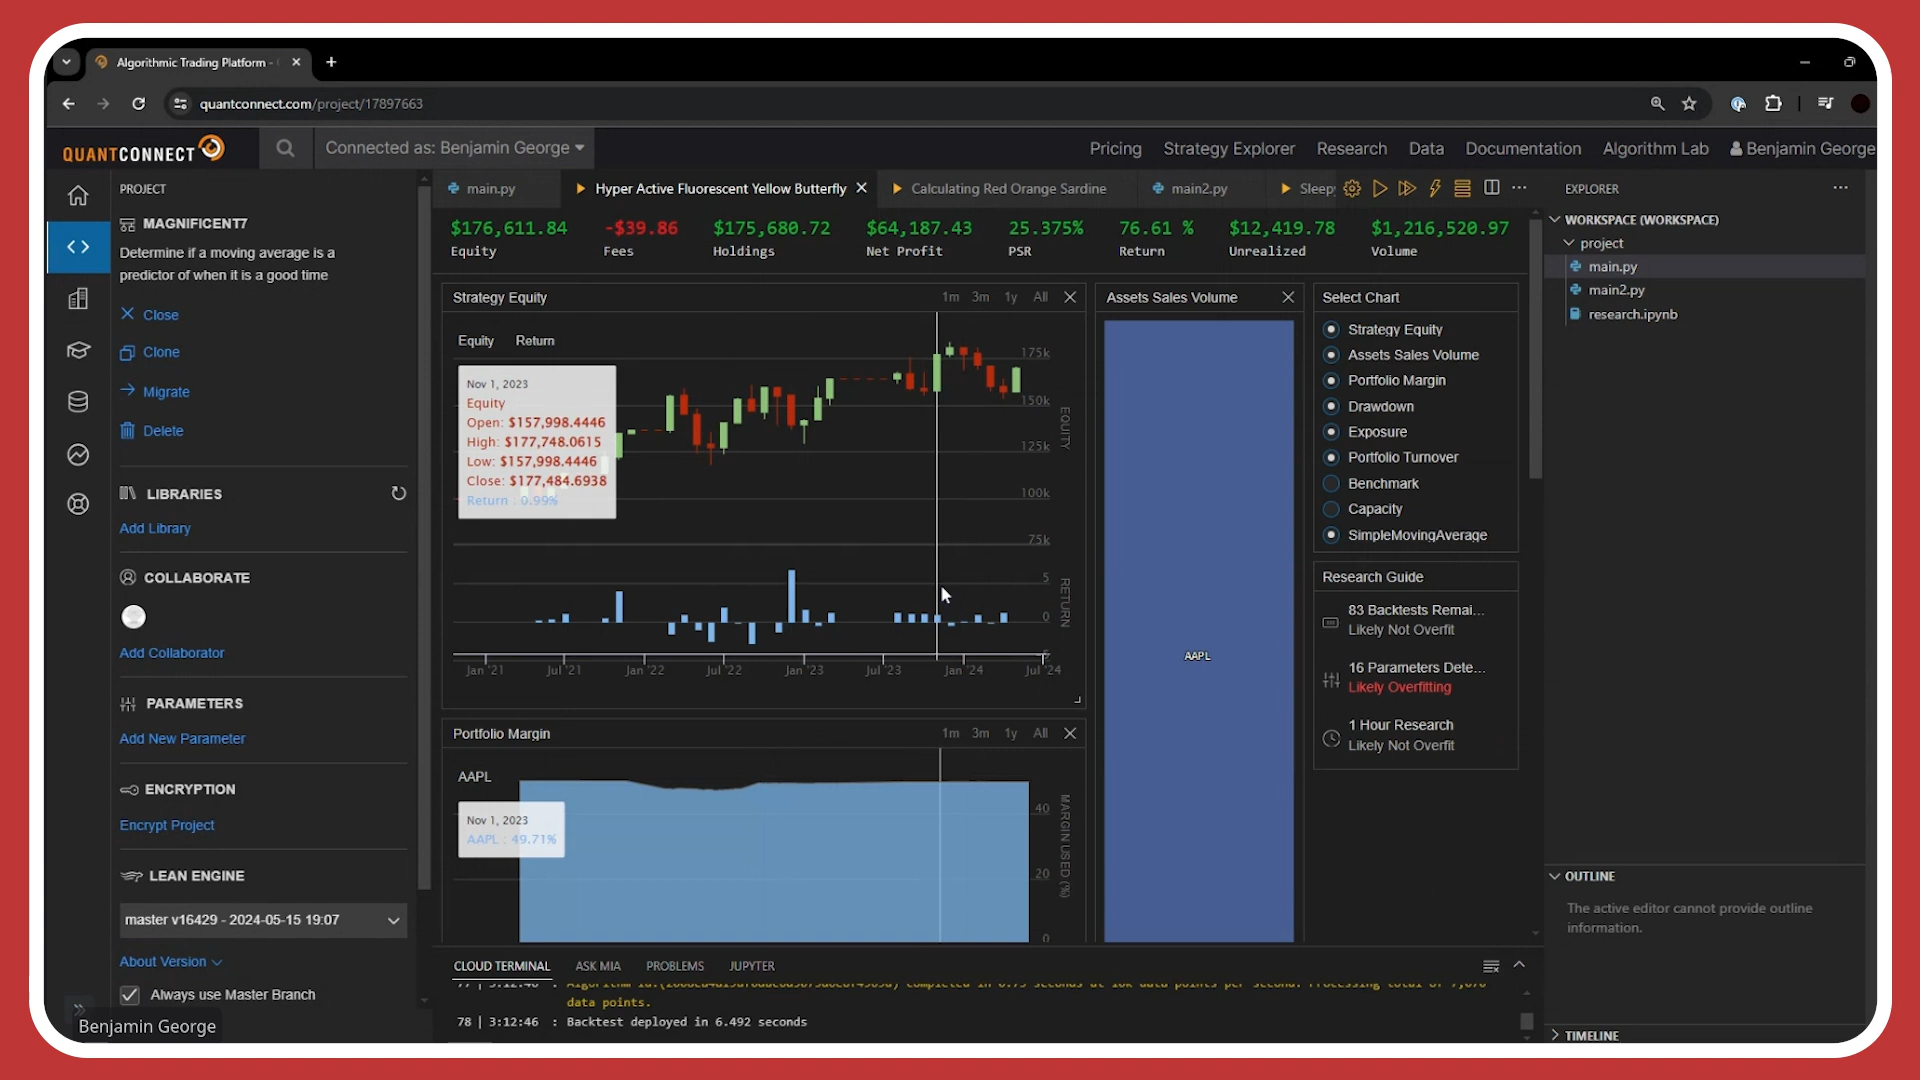 Algorithmic Trading Platform -
quantconnect.com/project/17897663
QUANTCONNECT
Connected as: Benjamin George
Pricing
Strategy Explorer
Research
Data
Documentation
Algorithm Lab
Benjamin George
PROJECT
MAGNIFICENT7
Determine if a moving average is a
predictor of when it is a good time
Close
Clone
Migrate
Delete
LIBRARIES
Add Library
COLLABORATE
Add Collaborator
PARAMETERS
Add New Parameter
ENCRYPTION
Encrypt Project
LEAN ENGINE
master v16429 - 2024-05-15 19:07
About Version
Always use Master Branch
Benjamin George
main.py
Hyper Active Fluorescent Yellow Butterfly
Calculating Red Orange Sardine
main2.py
Sleep
$176,611.84
Equity
-$39.86
Fees
$175,680.72
Holdings
$64,187.43
Net Profit
25.375%
PSR
76.61 %
Return
$12,419.78
Unrealized
$1,216,520.97
Volume
Strategy Equity
1m 3m 1y All
Equity Return
Nov 1, 2023
Equity
Open: $157,998.4446
High: $177,748.0615
Low: $157,998.4446
Close: $177,484.6938
Return : 0.99%
175k
150k
125k
100k
75k
EQUITY
5
0
RETURN
Jan '21 Jul '21 Jan '22 Jul '22 Jan '23 Jul '23 Jan '24 Jul '24
Portfolio Margin
1m 3m 1y All
AAPL
Nov 1, 2023
AAPL : 49.71%
40
20
0
MARGIN USED (%)
Assets Sales Volume
AAPL
Select Chart
Strategy Equity
Assets Sales Volume
Portfolio Margin
Drawdown
Exposure
Portfolio Turnover
Benchmark
Capacity
SimpleMovingAverage
Research Guide
83 Backtests Remai...
Likely Not Overfit
16 Parameters Dete...
Likely Overfitting
1 Hour Research
Likely Not Overfit
CLOUD TERMINAL
ASK MIA
PROBLEMS
JUPYTER
data points.
78 | 3:12:46 : Backtest deployed in 6.492 seconds
EXPLORER
WORKSPACE (WORKSPACE)
project
main.py
main2.py
research.ipynb
OUTLINE
The active editor cannot provide outline
information.
TIMELINE